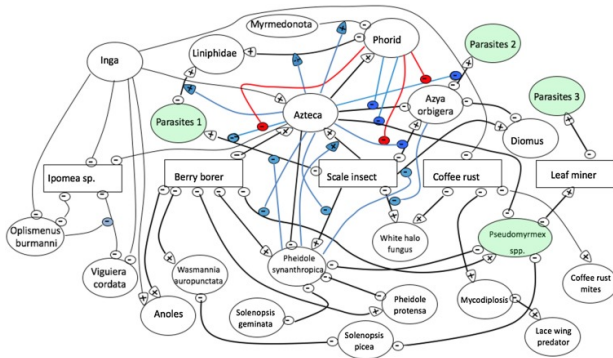 Myrmedonota
Phorid
Parasites 2
Inga
Liniphidae
Azya
orbigera
Parasites 3
Azteca
Parasites 1
Diomus
Ipomea sp.
Berry borer
Scale insect
Coffee rust
Leaf miner
Oplismenus
burmanni
White halo
fungus
Pseudomyrmex
spp.
Viguiera
cordata
Wasmannia
auropunctata
Pheidole
synanthropica
Coffee rust
mites
Anoles
Solenopsis
geminata
Pheidole
protensa
Mycodiplosis
Solenopsis
picea
Lace wing
predator